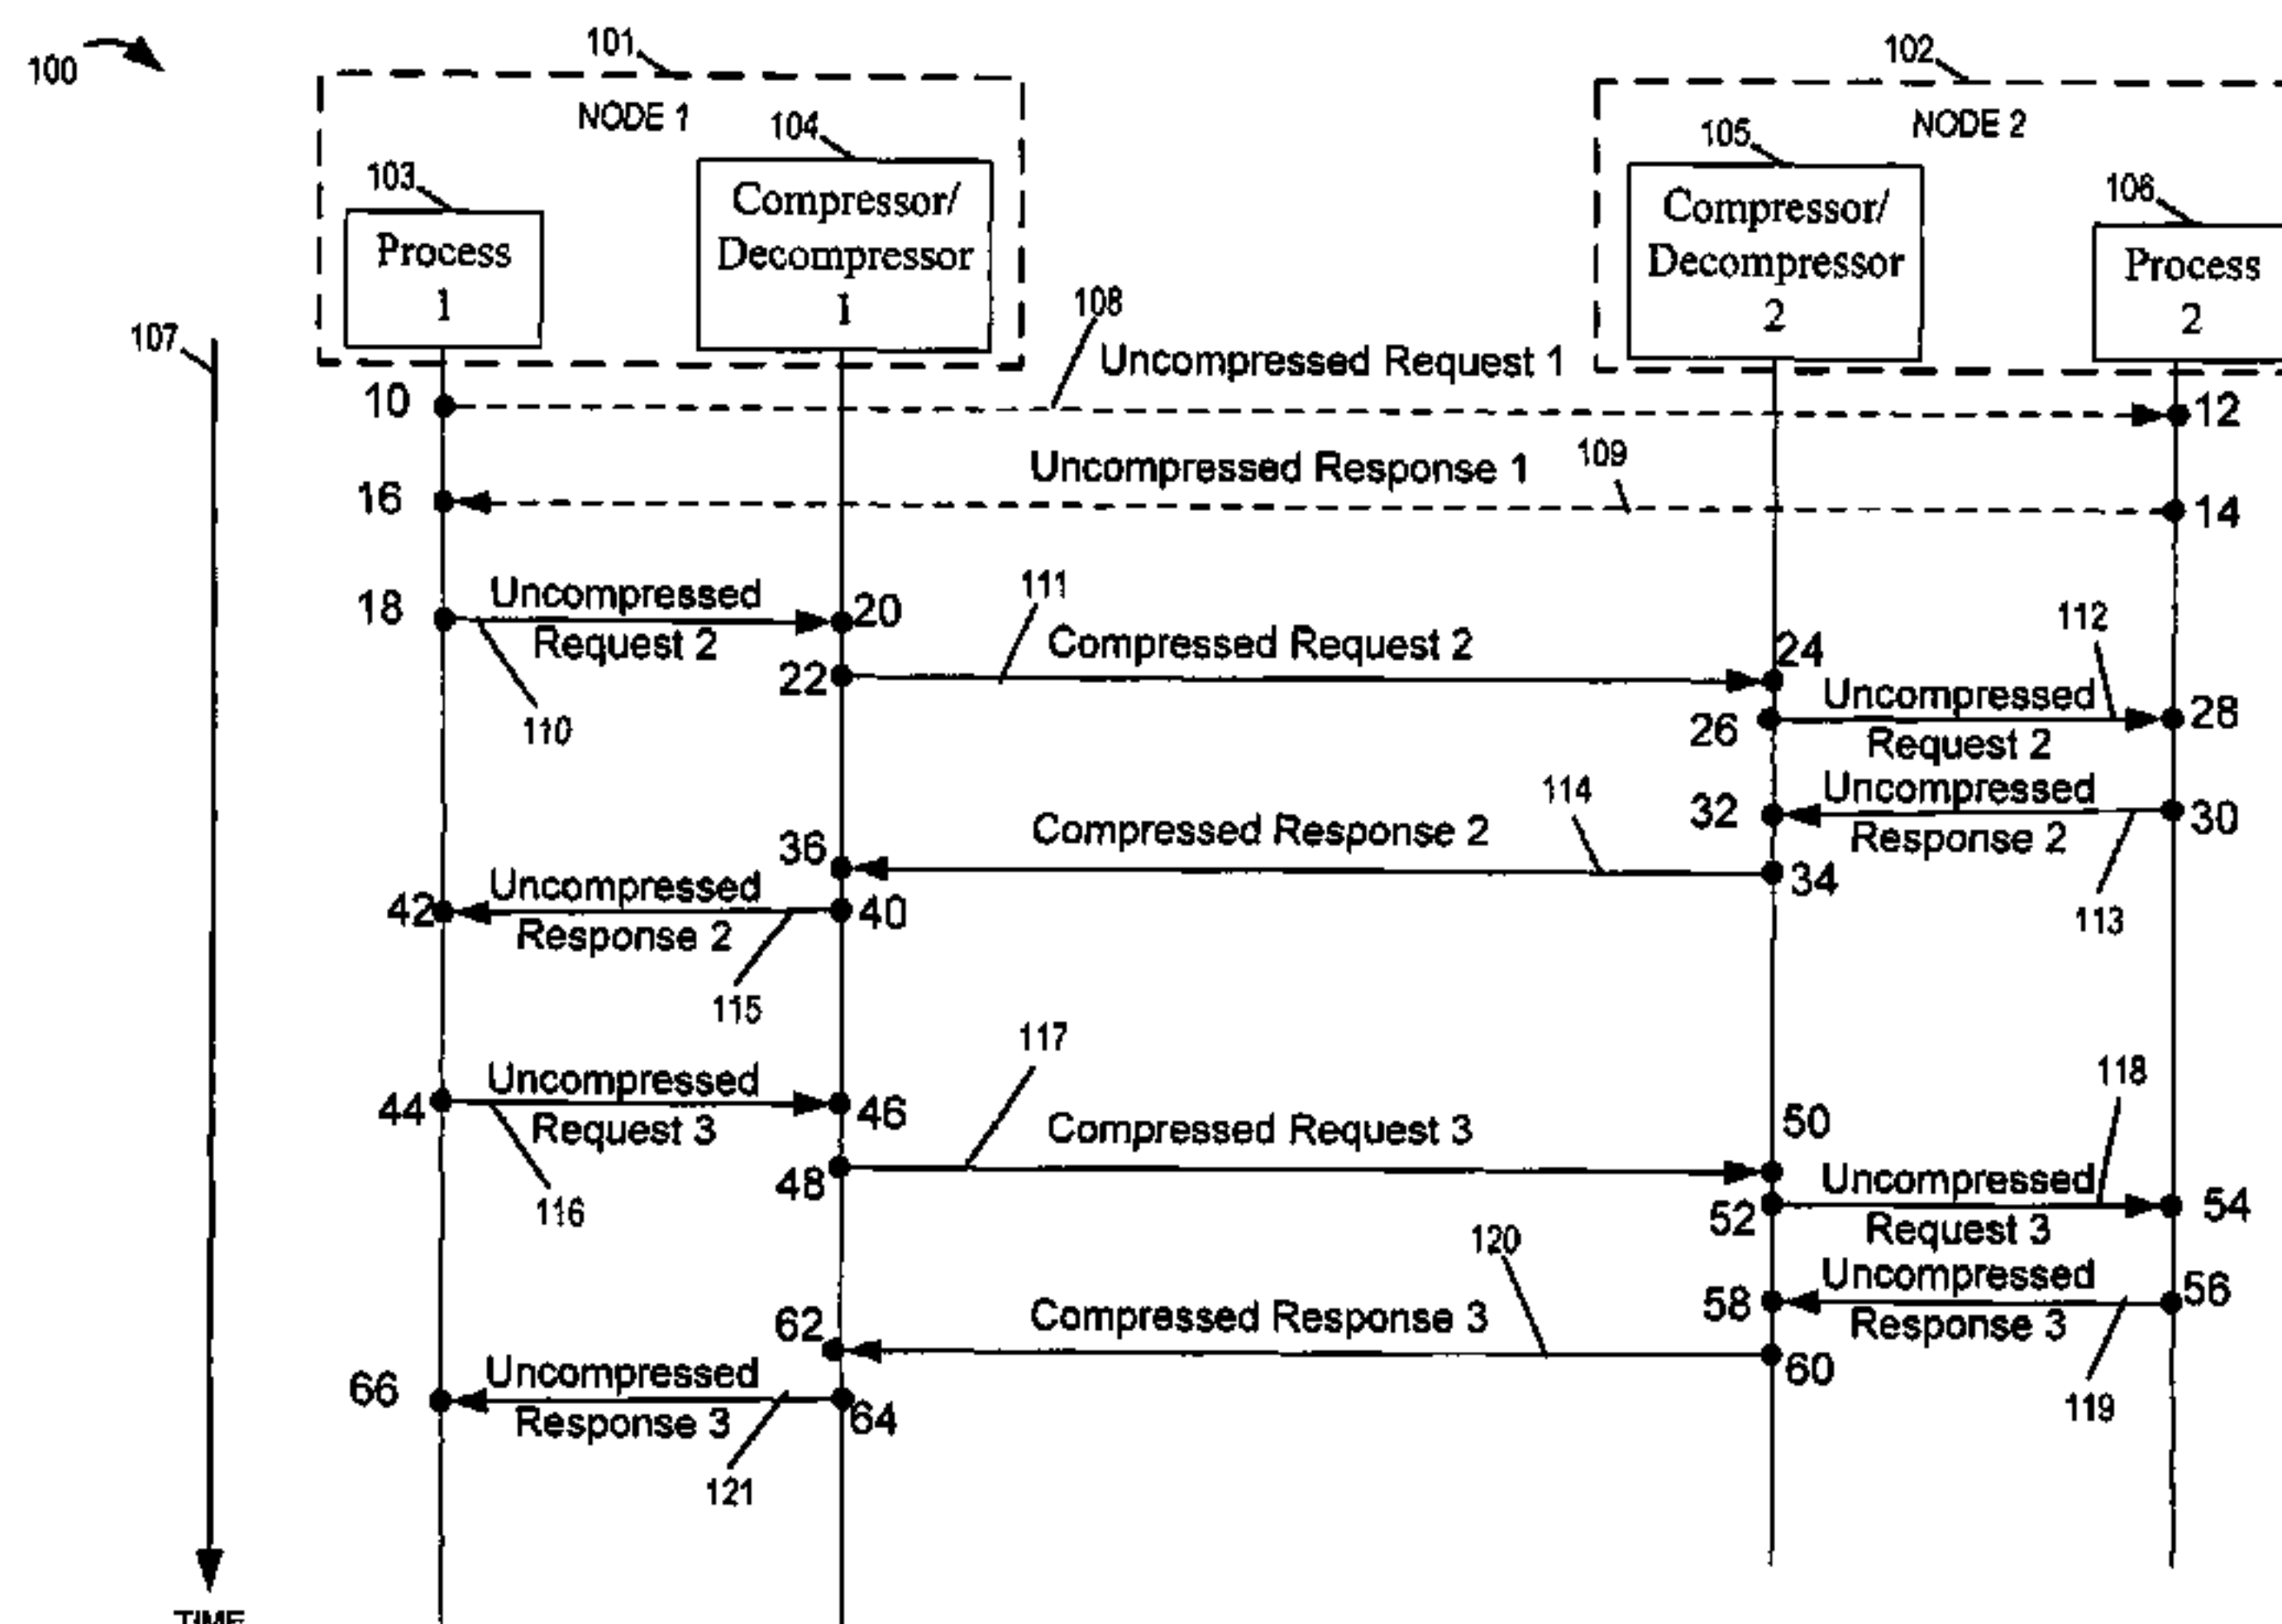 100
101
102
NODE 1
NODE 2
103
104
105
106
Process
1
Compressor/
Decompressor
1
Compressor/
Decompressor
2
Process
2
107
108
Uncompressed Request 1
10
12
Uncompressed Response 1
109
16
14
18
Uncompressed
Request 2
20
110
111
22
Compressed Request 2
24
112
26
Uncompressed
Request 2
28
32
Uncompressed
Response 2
30
113
114
36
Compressed Response 2
34
42
Uncompressed
Response 2
40
115
117
44
Uncompressed
Request 3
46
116
48
Compressed Request 3
50
118
52
Uncompressed
Request 3
54
120
58
Uncompressed
Response 3
56
119
62
Compressed Response 3
60
66
Uncompressed
Response 3
64
121
TIME